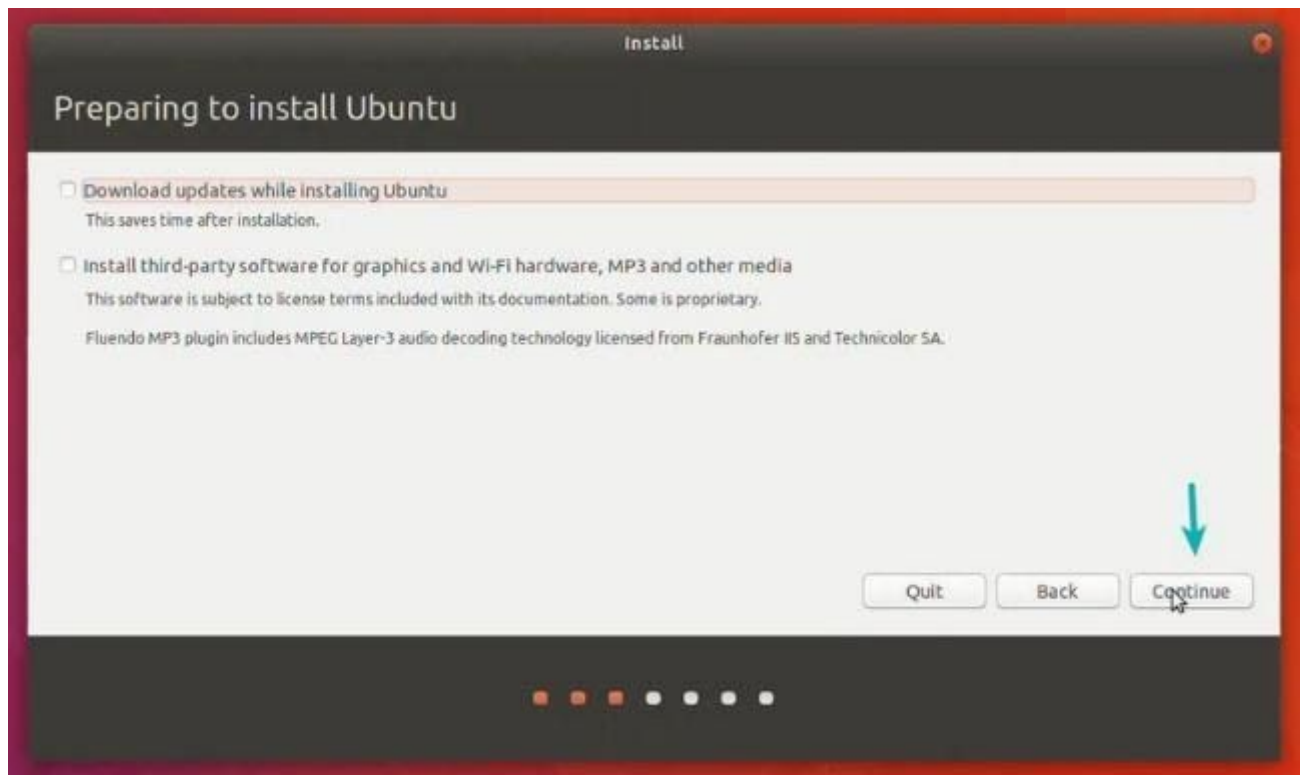 Install
Preparing to install Ubuntu
Download updates while installing Ubuntu
This saves time after installation.
Install third-party software for graphics and Wi-Fi hardware, MP3 and other media
This software is subject to license terms included with its documentation. Some is proprietary.
Fluendo MP3 plugin includes MPEG Layer-3 audio decoding technology licensed from Fraunhofer IIS and Technicolor SA.
Quit
Back
Continue